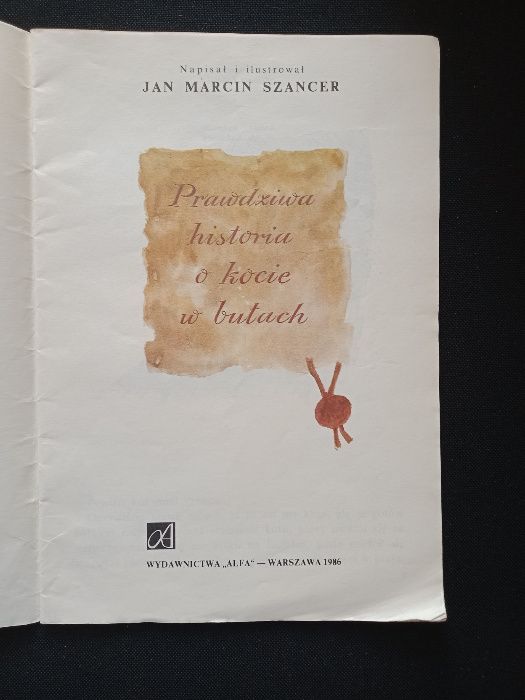 Napisał i ilustrował
JAN MARCIN SZANCER
Prawdziwa
historia
o kocie
w butach
WYDAWNICTWA „ALFA” — WARSZAWA 1986